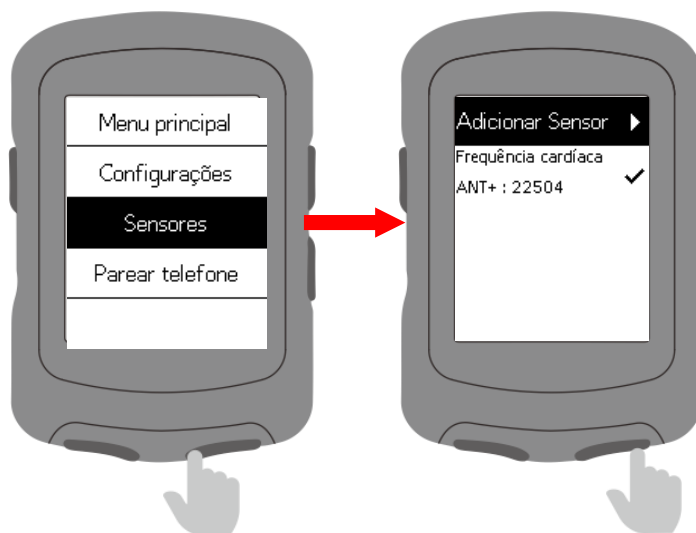 Menu principal
Configurações
Sensores
Parear telefone
Adicionar Sensor
Frequência cardíaca
ANT+ : 22504